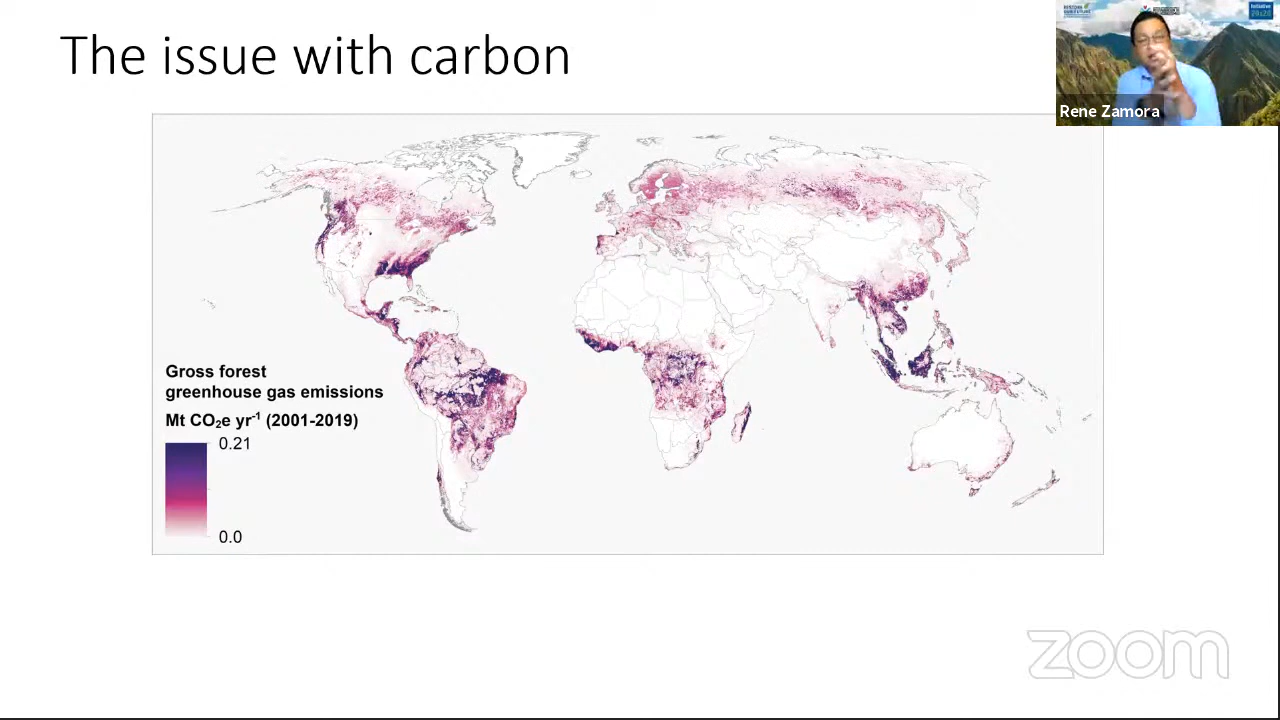 The issue with carbon
Rene Zamora
Gross forest
greenhouse gas emissions
Mt CO₂e yr⁻¹ (2001-2019)
0.21
0.0
zoom